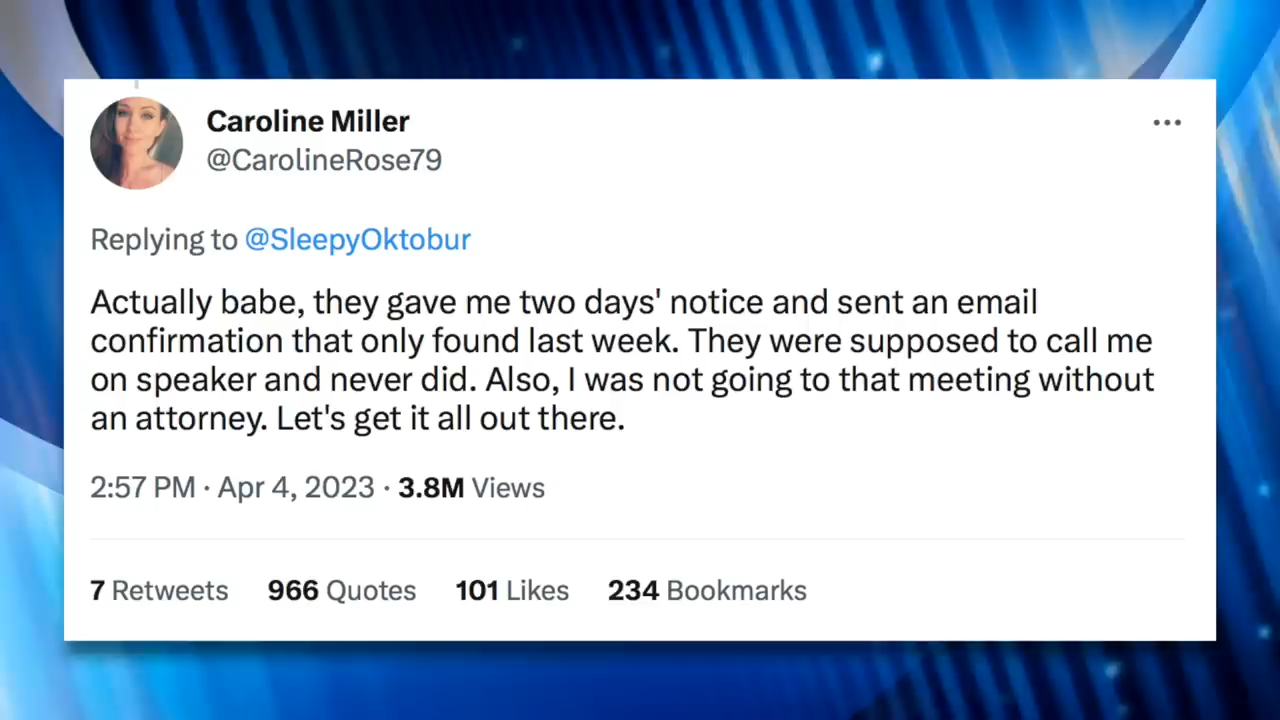 Caroline Miller
@CarolineRose79
Replying to @SleepyOktobur
Actually babe, they gave me two days' notice and sent an email
confirmation that only found last week. They were supposed to call me
on speaker and never did. Also, I was not going to that meeting without
an attorney. Let's get it all out there.
2:57 PM · Apr 4, 2023 · 3.8M Views
7 Retweets 966 Quotes 101 Likes 234 Bookmarks